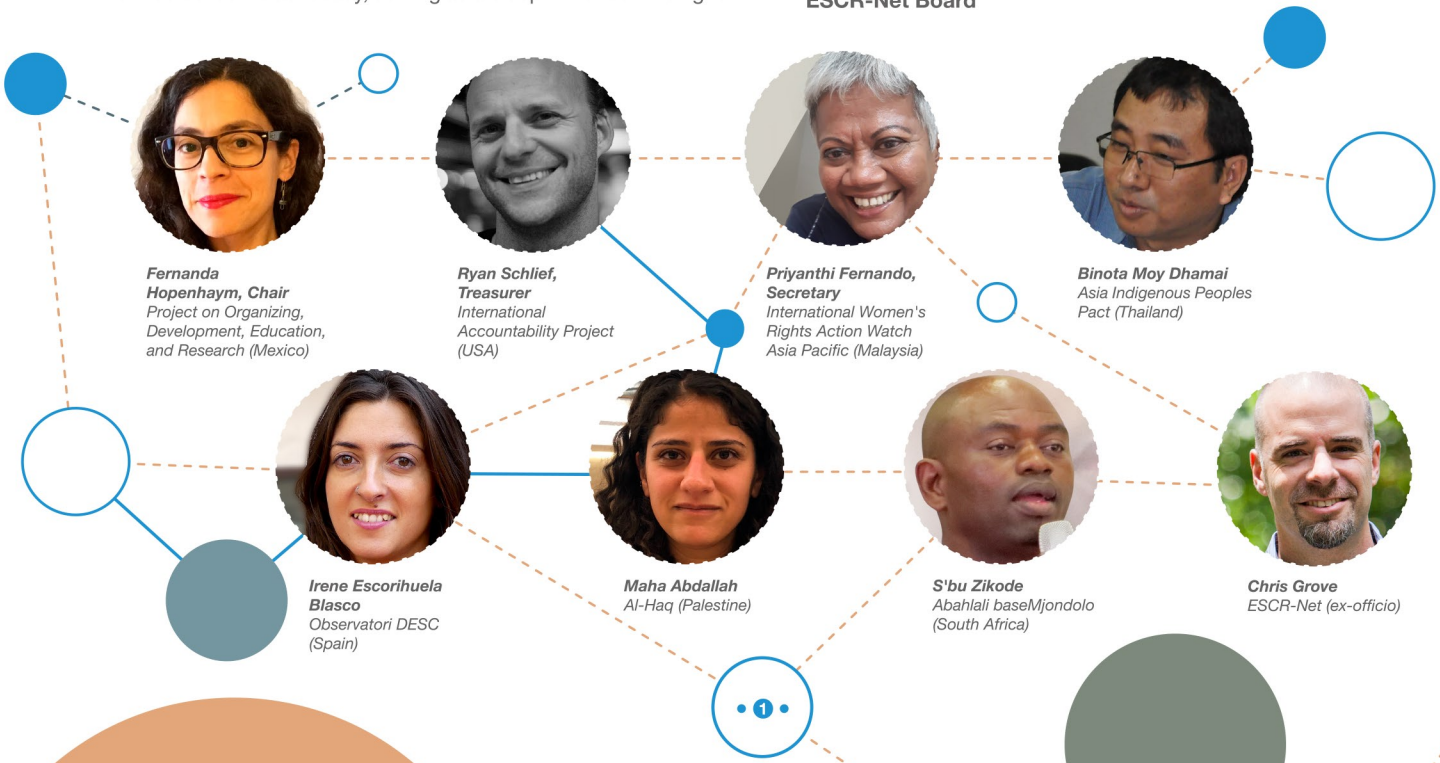 ESCR-Net Board
Fernanda
Hopenhaym, Chair
Project on Organizing,
Development, Education,
and Research (Mexico)
Ryan Schlief,
Treasurer
International
Accountability Project
(USA)
Priyanthi Fernando,
Secretary
International Women's
Rights Action Watch
Asia Pacific (Malaysia)
Binota Moy Dhamai
Asia Indigenous Peoples
Pact (Thailand)
Irene Escorihuela
Blasco
Observatori DESC
(Spain)
Maha Abdallah
Al-Haq (Palestine)
S'bu Zikode
Abahlali baseMjondolo
(South Africa)
Chris Grove
ESCR-Net (ex-officio)
1